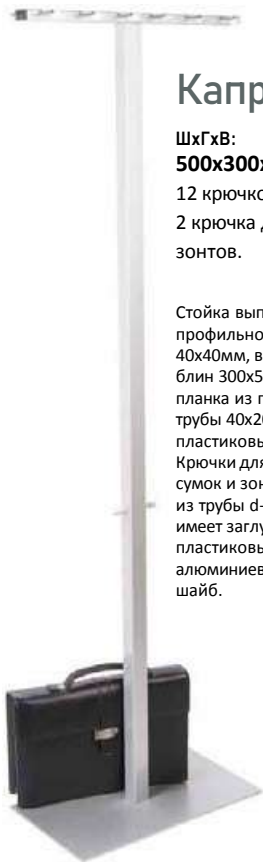 Капр
ШхГхВ:
500х300х
12 крючко
2 крючка
зонтов.
Стойка вып
профильно
40х40мм, в
блин 300х5
планка из п
трубы 40х2
пластиковы
Крючки для
сумок и зон
из трубы d-
имеет заглу
пластиковы
алюминиев
шайб.